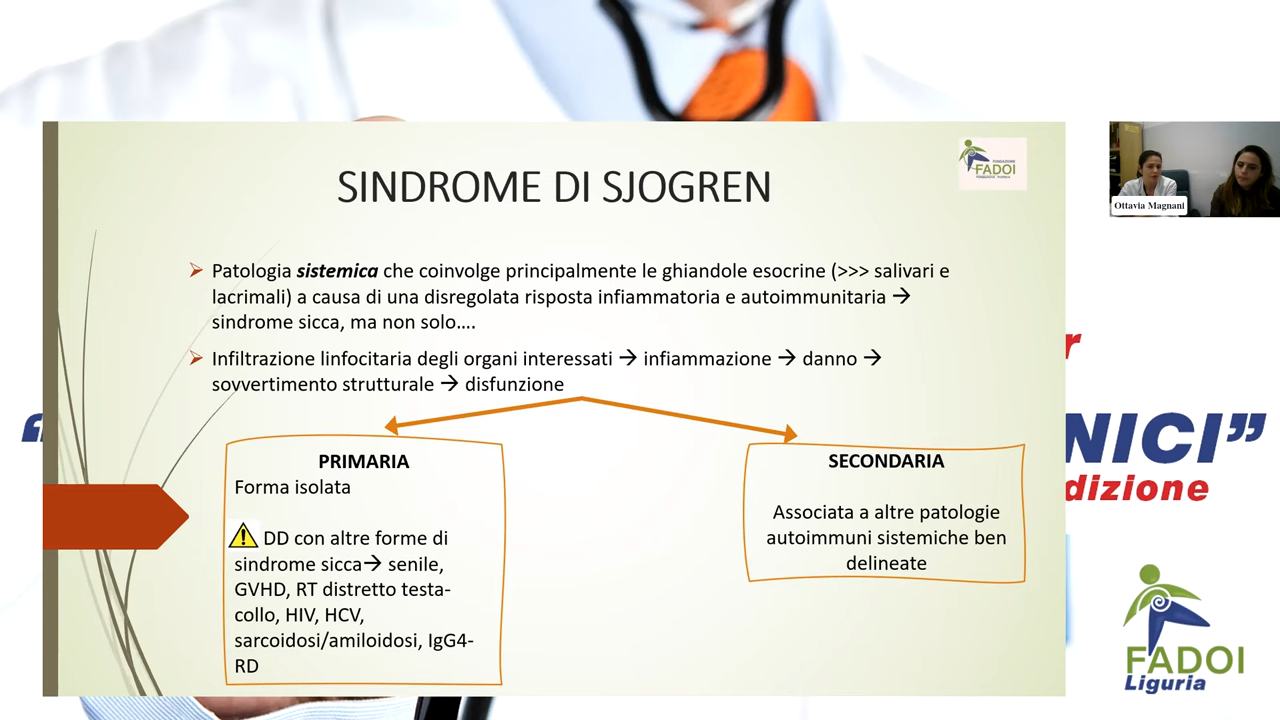 SINDROME DI SJOGREN
FONDAZIONE
FADOI
Ottavia Magnani
Patologia sistemica che coinvolge principalmente le ghiandole esocrine (>>> salivari e
lacrimali) a causa di una disregolata risposta infiammatoria e autoimmunitaria →
sindrome sicca, ma non solo....
Infiltrazione linfocitaria degli organi interessati → infiammazione → danno →
sovvertimento strutturale → disfunzione
PRIMARIA
Forma isolata
DD con altre forme di
sindrome sicca→ senile,
GVHD, RT distretto testa-
collo, HIV, HCV,
sarcoidosi/amiloidosi, IgG4-
RD
SECONDARIA
Associata a altre patologie
autoimmuni sistemiche ben
delineate
r
“
NICI”
dizione
FADOI
Liguria